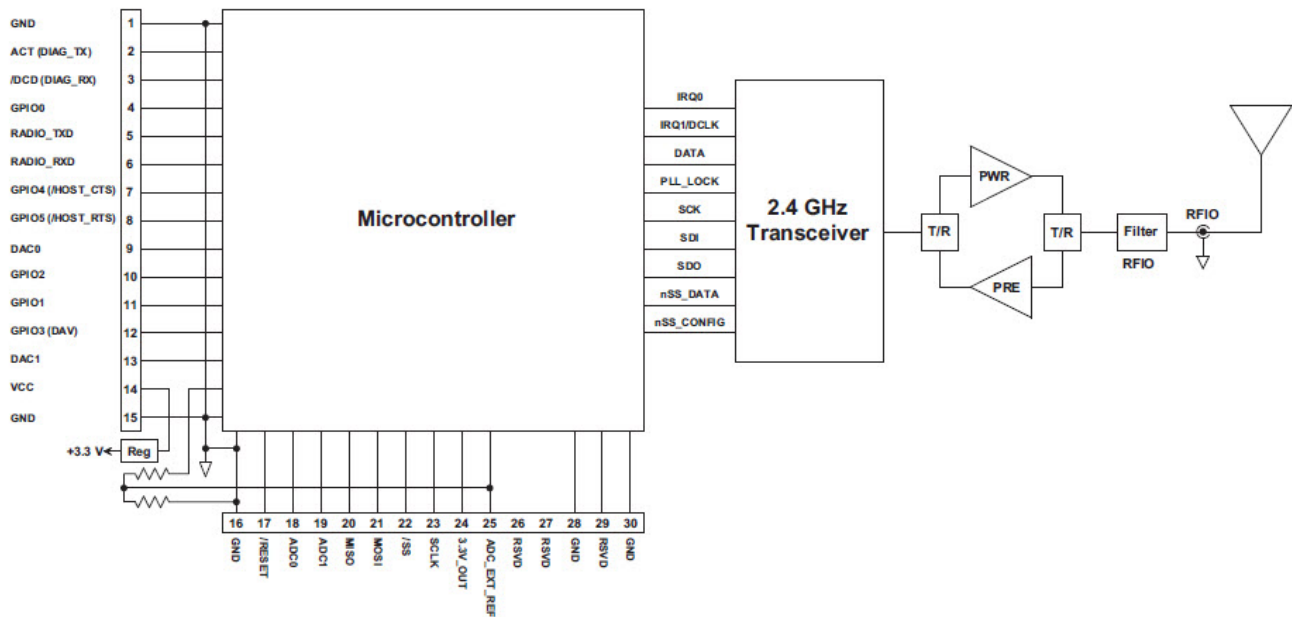 GND 1
ACT (DIAG_TX) 2
/DCD (DIAG_RX) 3
GPIO0 4
RADIO_TXD 5
RADIO_RXD 6
GPIO4 (/HOST_CTS) 7
GPIO5 (/HOST_RTS) 8
DAC0 9
GPIO2 10
GPIO1 11
GPIO3 (DAV) 12
DAC1 13
VCC 14
GND 15
+3.3 V
Reg
Microcontroller
IRQ0
IRQ1/DCLK
DATA
PLL_LOCK
SCK
SDI
SDO
nSS_DATA
nSS_CONFIG
2.4 GHz
Transceiver
T/R
PWR
PRE
T/R
Filter
RFIO
RFIO
16 17 18 19 20 21 22 23 24 25 26 27 28 29 30
GND
/RESET
ADC0
ADC1
MISO
MOSI
/SS
SCLK
3.3V_OUT
ADC_EXT_REF
RSVD
RSVD
GND
RSVD
GND